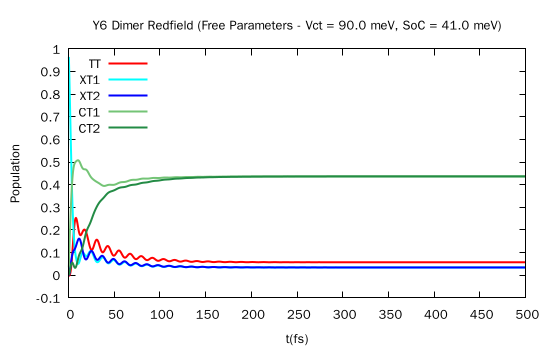 Y6 Dimer Redfield (Free Parameters - Vct = 90.0 meV, SoC = 41.0 meV)
1
0.9
0.8
0.7
0.6
0.5
0.4
0.3
0.2
0.1
0
-0.1
Population
TT
XT1
XT2
CT1
CT2
0 50 100 150 200 250 300 350 400 450 500
t(fs)